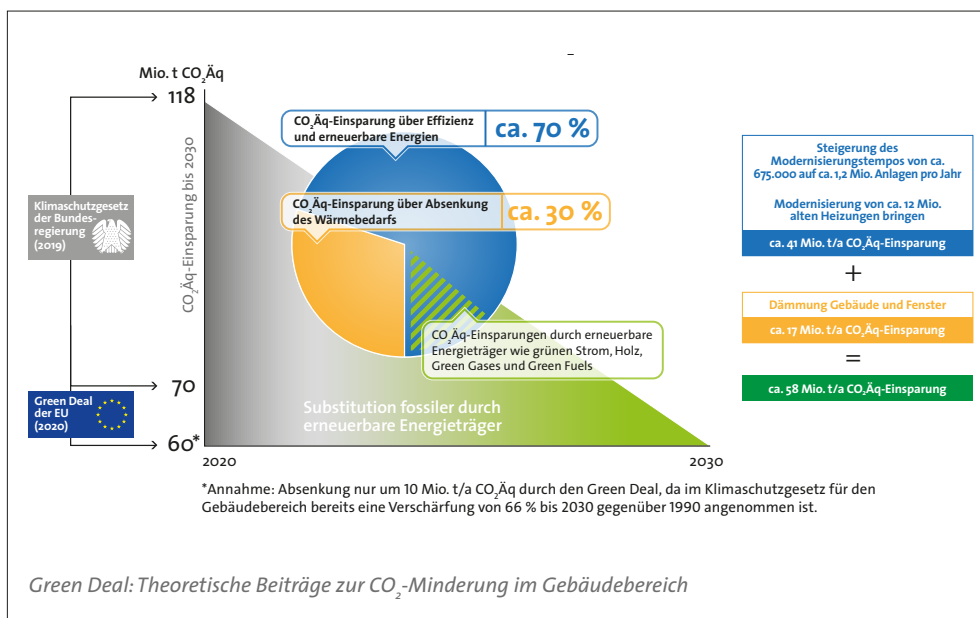 Mio. t CO₂Äq
118
CO₂Äq-Einsparung bis 2030
Klimaschutzgesetz
der Bundes-
regierung
(2019)
70
Green Deal
der EU
(2020)
60*
CO₂Äq-Einsparung über Effizienz
und erneuerbare Energien
ca. 70 %
CO₂Äq-Einsparung über Absenkung
des Wärmebedarfs
ca. 30 %
CO₂Äq-Einsparungen durch erneuerbare
Energieträger wie grünen Strom, Holz,
Green Gases und Green Fuels
Substitution fossiler durch
erneuerbare Energieträger
2020
2030
Steigerung des
Modernisierungstempos von ca.
675.000 auf ca. 1,2 Mio. Anlagen pro Jahr
Modernisierung von ca. 12 Mio.
alten Heizungen bringen
ca. 41 Mio. t/a CO₂Äq-Einsparung
+
Dämmung Gebäude und Fenster
ca. 17 Mio. t/a CO₂Äq-Einsparung
=
ca. 58 Mio. t/a CO₂Äq-Einsparung
*Annahme: Absenkung nur um 10 Mio. t/a CO₂Äq durch den Green Deal, da im Klimaschutzgesetz für den
Gebäudebereich bereits eine Verschärfung von 66 % bis 2030 gegenüber 1990 angenommen ist.
Green Deal: Theoretische Beiträge zur CO₂-Minderung im Gebäudebereich